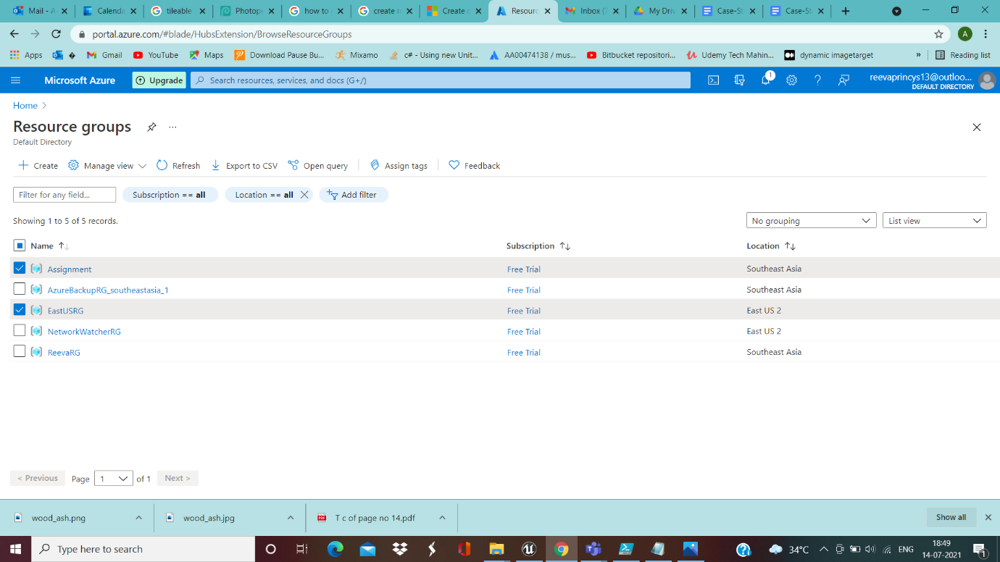 Mail - A
Calenda
tileable
Photop
how to
create n
Create c
Resourc
Inbox (
My Driv
Case-St
Case-St
portal.azure.com/#blade/HubsExtension/BrowseResourceGroups
A
Apps
Gmail
YouTube
Maps
Download Pause Bu...
Mixamo
c# - Using new Unit...
AA00474138 / mus...
Bitbucket repositori...
Udemy Tech Mahin...
dynamic imagetarget
»
Reading list
Microsoft Azure
Upgrade
Search resources, services, and docs (G+/)
1
reevaprincys13@outloo...
DEFAULT DIRECTORY
Home >
Resource groups ...
Default Directory
+ Create
Manage view
Refresh
Export to CSV
Open query
Assign tags
Feedback
Filter for any field...
Subscription == all
Location == all
Add filter
Showing 1 to 5 of 5 records.
No grouping
List view
Name ↑↓ Subscription ↑↓ Location ↑↓
Assignment Free Trial Southeast Asia
AzureBackupRG_southeastasia_1 Free Trial Southeast Asia
EastUSRG Free Trial East US 2
NetworkWatcherRG Free Trial East US 2
ReevaRG Free Trial Southeast Asia
< Previous Page 1 of 1 Next >
wood_ash.png
wood_ash.jpg
PDF
T c of page no 14.pdf
Show all
Type here to search
34°C
ENG
18:49
14-07-2021
1